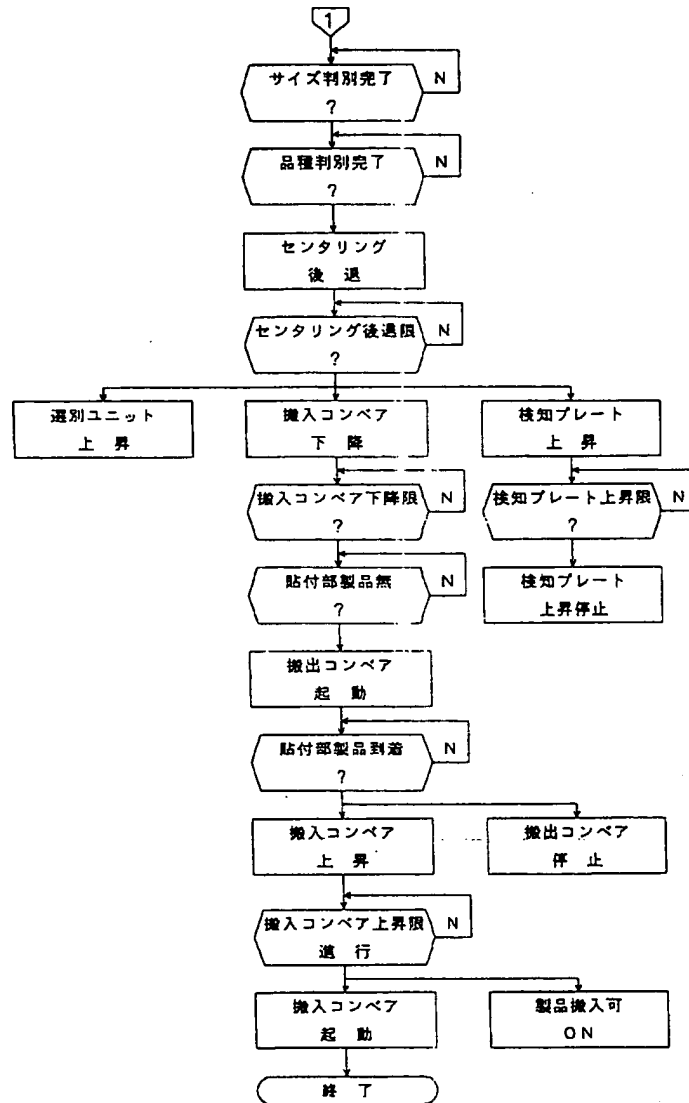 1
サイズ判別完了
?
N
品種判別完了
?
N
センタリング
後 退
センタリング後退限
?
N
選別ユニット
上 昇
搬入コンベア
下 降
検知プレート
上 昇
搬入コンベア下降限
?
N
検知プレート上昇限
?
N
貼付部製品無
?
N
検知プレート
上昇停止
搬出コンベア
起 動
貼付部製品到着
?
N
搬入コンベア
上 昇
搬出コンベア
停 止
搬入コンベア上昇限
進 行
N
搬入コンベア
起 動
製品搬入可
ON
終 了